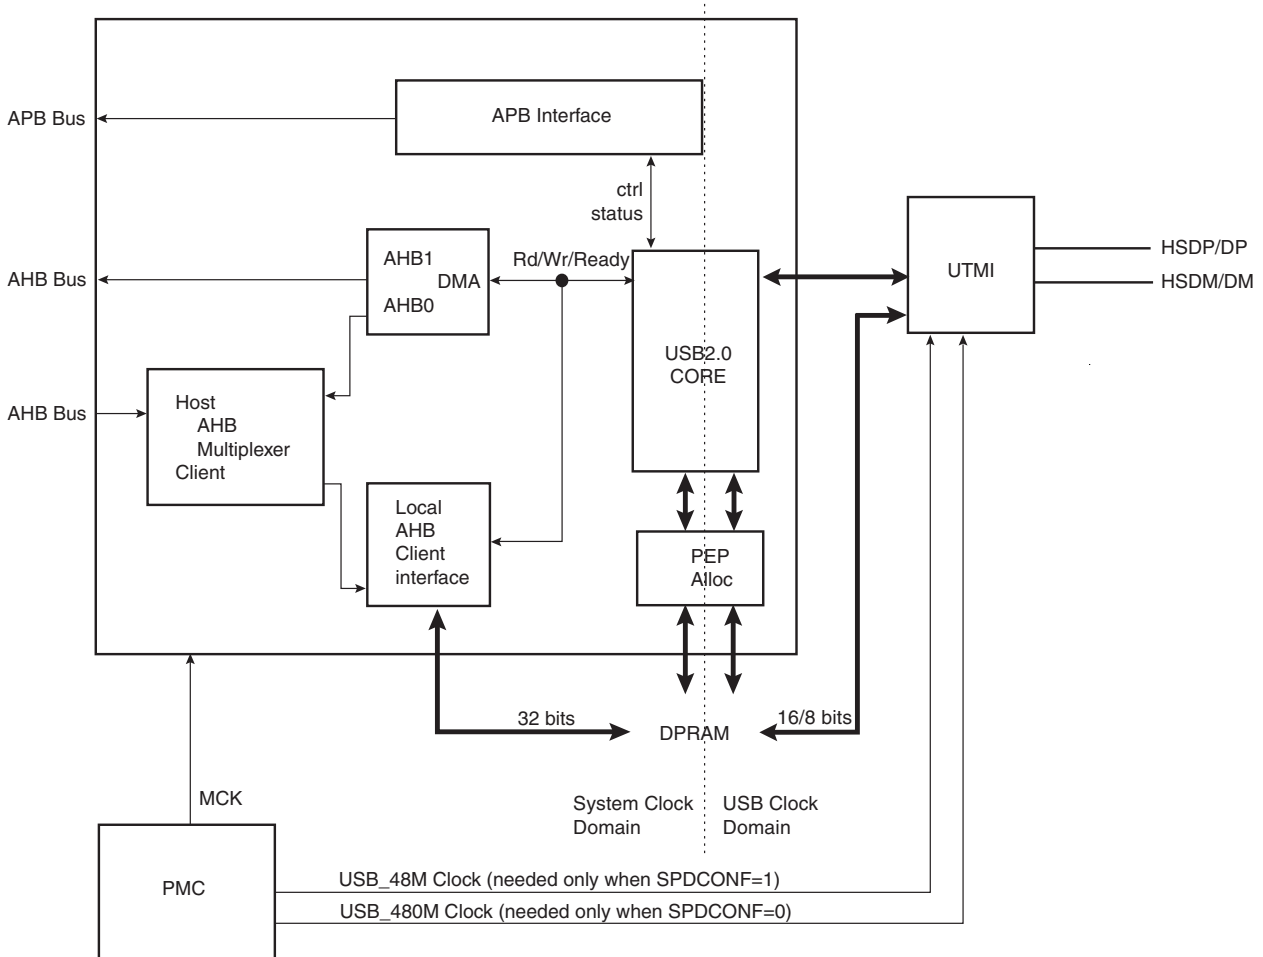 APB Bus
APB Interface
ctrl
status
AHB Bus
AHB1
DMA
AHB0
Rd/Wr/Ready
USB2.0
CORE
UTMI
HSDP/DP
HSDM/DM
AHB Bus
Host
AHB
Multiplexer
Client
Local
AHB
Client
interface
PEP
Alloc
32 bits
DPRAM
16/8 bits
MCK
System Clock
Domain
USB Clock
Domain
PMC
USB_48M Clock (needed only when SPDCONF=1)
USB_480M Clock (needed only when SPDCONF=0)